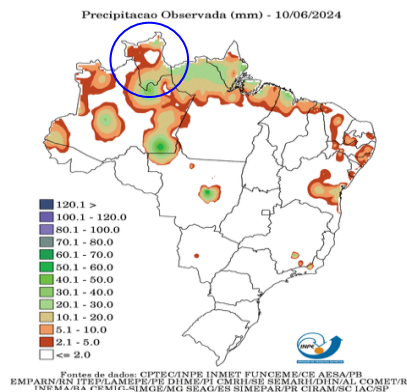 Precipitacao Observada (mm) - 10/06/2024
120.1 >
100.1 - 120.0
80.1 - 100.0
70.1 - 80.0
60.1 - 70.0
50.1 - 60.0
40.1 - 50.0
30.1 - 40.0
20.1 - 30.0
10.1 - 20.0
5.1 - 10.0
2.1 - 5.0
<= 2.0
INPE
Fontes de dados: CPTEC/INPE INMET FUNCEME/CE AESA/PB
EMPARN/RN ITEP/LAMEPE/PE DHME/PI CMRH/SE SEMARH/DHN/AL COMET/R
INEMA/BA CEMIG-SIMGE/MG SEAG/ES SIMEPAR/PR CIRAM/SC IAC/SP